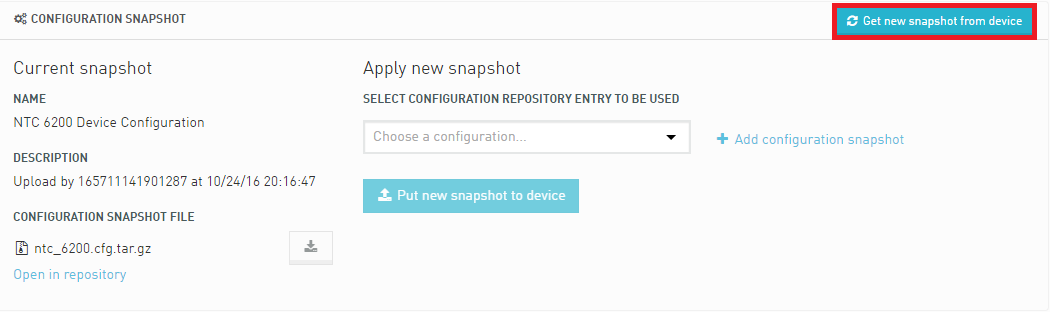 CONFIGURATION SNAPSHOT
Get new snapshot from device
Current snapshot
NAME
NTC 6200 Device Configuration
DESCRIPTION
Upload by 165711141901287 at 10/24/16 20:16:47
CONFIGURATION SNAPSHOT FILE
ntc_6200.cfg.tar.gz
Open in repository
Apply new snapshot
SELECT CONFIGURATION REPOSITORY ENTRY TO BE USED
Choose a configuration...
Add configuration snapshot
Put new snapshot to device